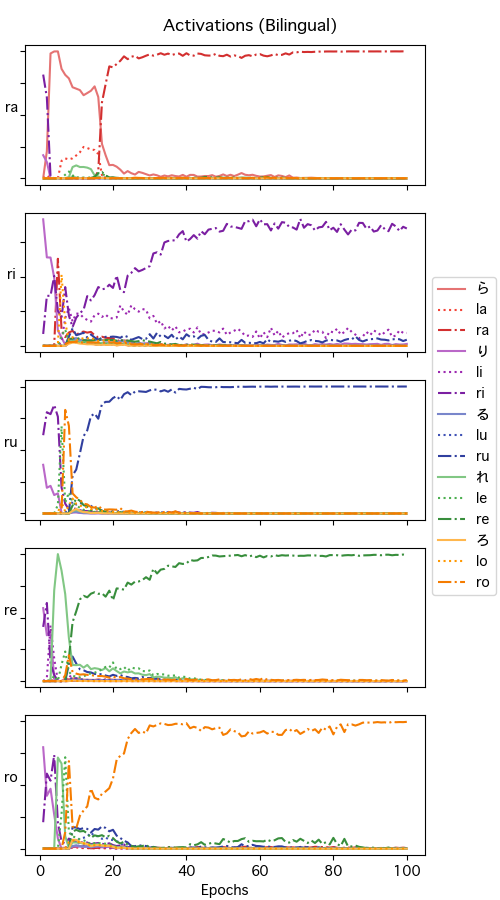 Activations (Bilingual)
ra
ri
ru
re
ro
0 20 40 60 80 100
Epochs
ら
la
ra
り
li
ri
る
lu
ru
れ
le
re
ろ
lo
ro